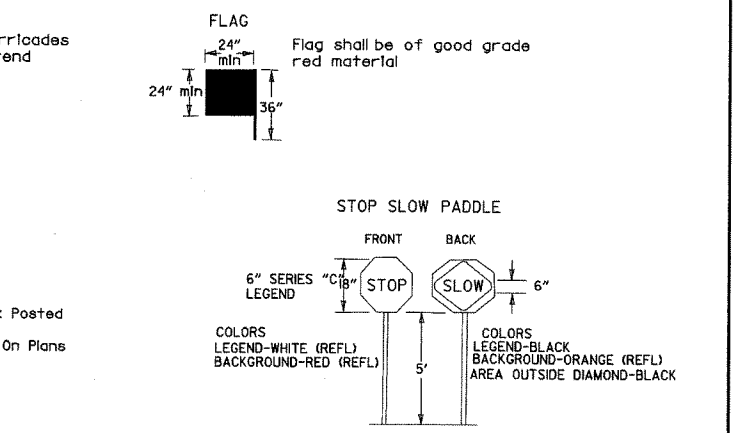 FLAG
rricades
end
24"
min
Flag shall be of good grade
red material
24" min
36"
STOP SLOW PADDLE
FRONT
BACK
6" SERIES "C"
LEGEND
18"
STOP
SLOW
6"
: Posted
On Plans
COLORS
LEGEND-WHITE (REFL)
BACKGROUND-RED (REFL)
5'
COLORS
LEGEND-BLACK
BACKGROUND-ORANGE (REFL)
AREA OUTSIDE DIAMOND-BLACK